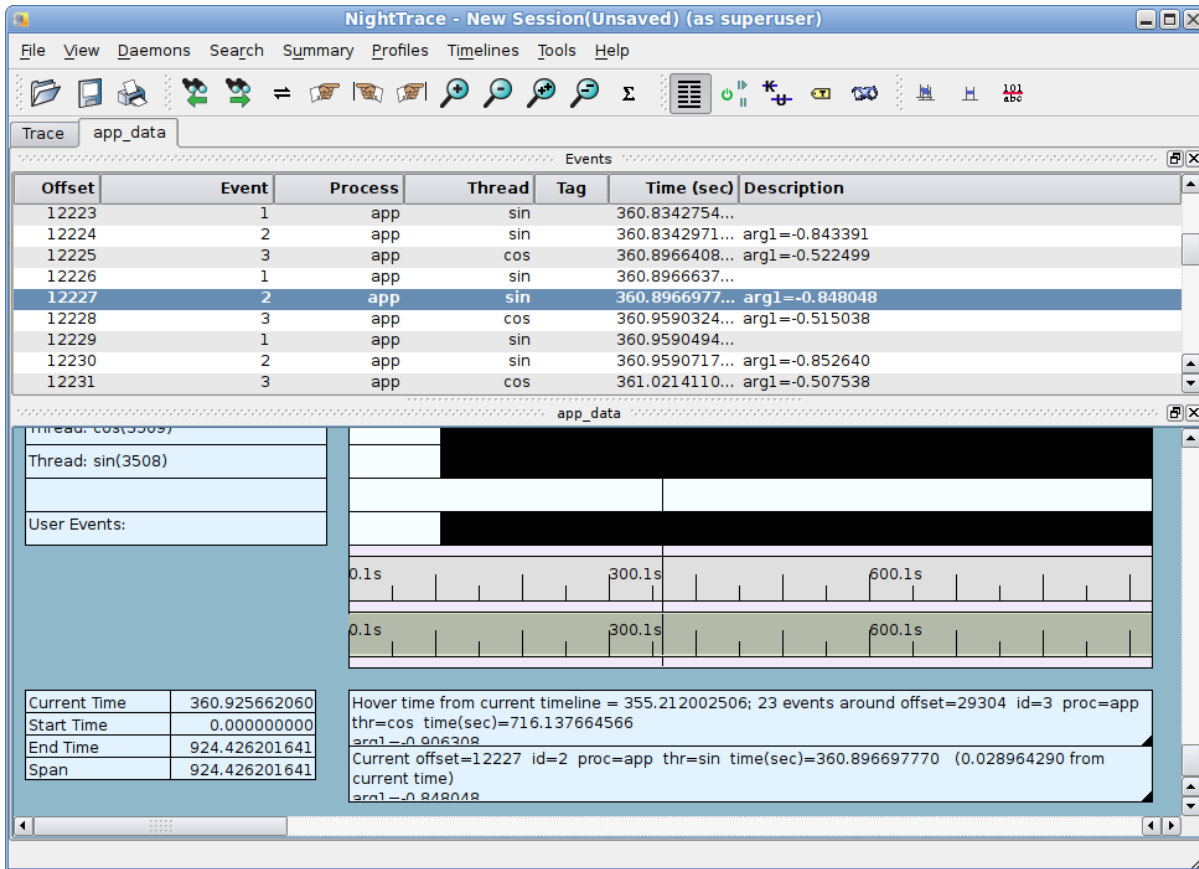 NightTrace - New Session(Unsaved) (as superuser)
File View Daemons Search Summary Profiles Timelines Tools Help
Σ 101 abc
Trace app_data
Events
Offset Event Process Thread Tag Time (sec) Description
12223 1 app sin 360.8342754...
12224 2 app sin 360.8342971... arg1=-0.843391
12225 3 app cos 360.8966408... arg1=-0.522499
12226 1 app sin 360.8966637...
12227 2 app sin 360.8966977... arg1=-0.848048
12228 3 app cos 360.9590324... arg1=-0.515038
12229 1 app sin 360.9590494...
12230 2 app sin 360.9590717... arg1=-0.852640
12231 3 app cos 361.0214110... arg1=-0.507538
app_data
Thread: cos(3509)
Thread: sin(3508)
User Events:
0.1s 300.1s 600.1s
0.1s 300.1s 600.1s
Current Time 360.925662060
Start Time 0.000000000
End Time 924.426201641
Span 924.426201641
Hover time from current timeline = 355.212002506; 23 events around offset=29304 id=3 proc=app
thr=cos time(sec)=716.137664566
arg1=-0.906308
Current offset=12227 id=2 proc=app thr=sin time(sec)=360.896697770 (0.028964290 from
current time)
arg1=-0.848048